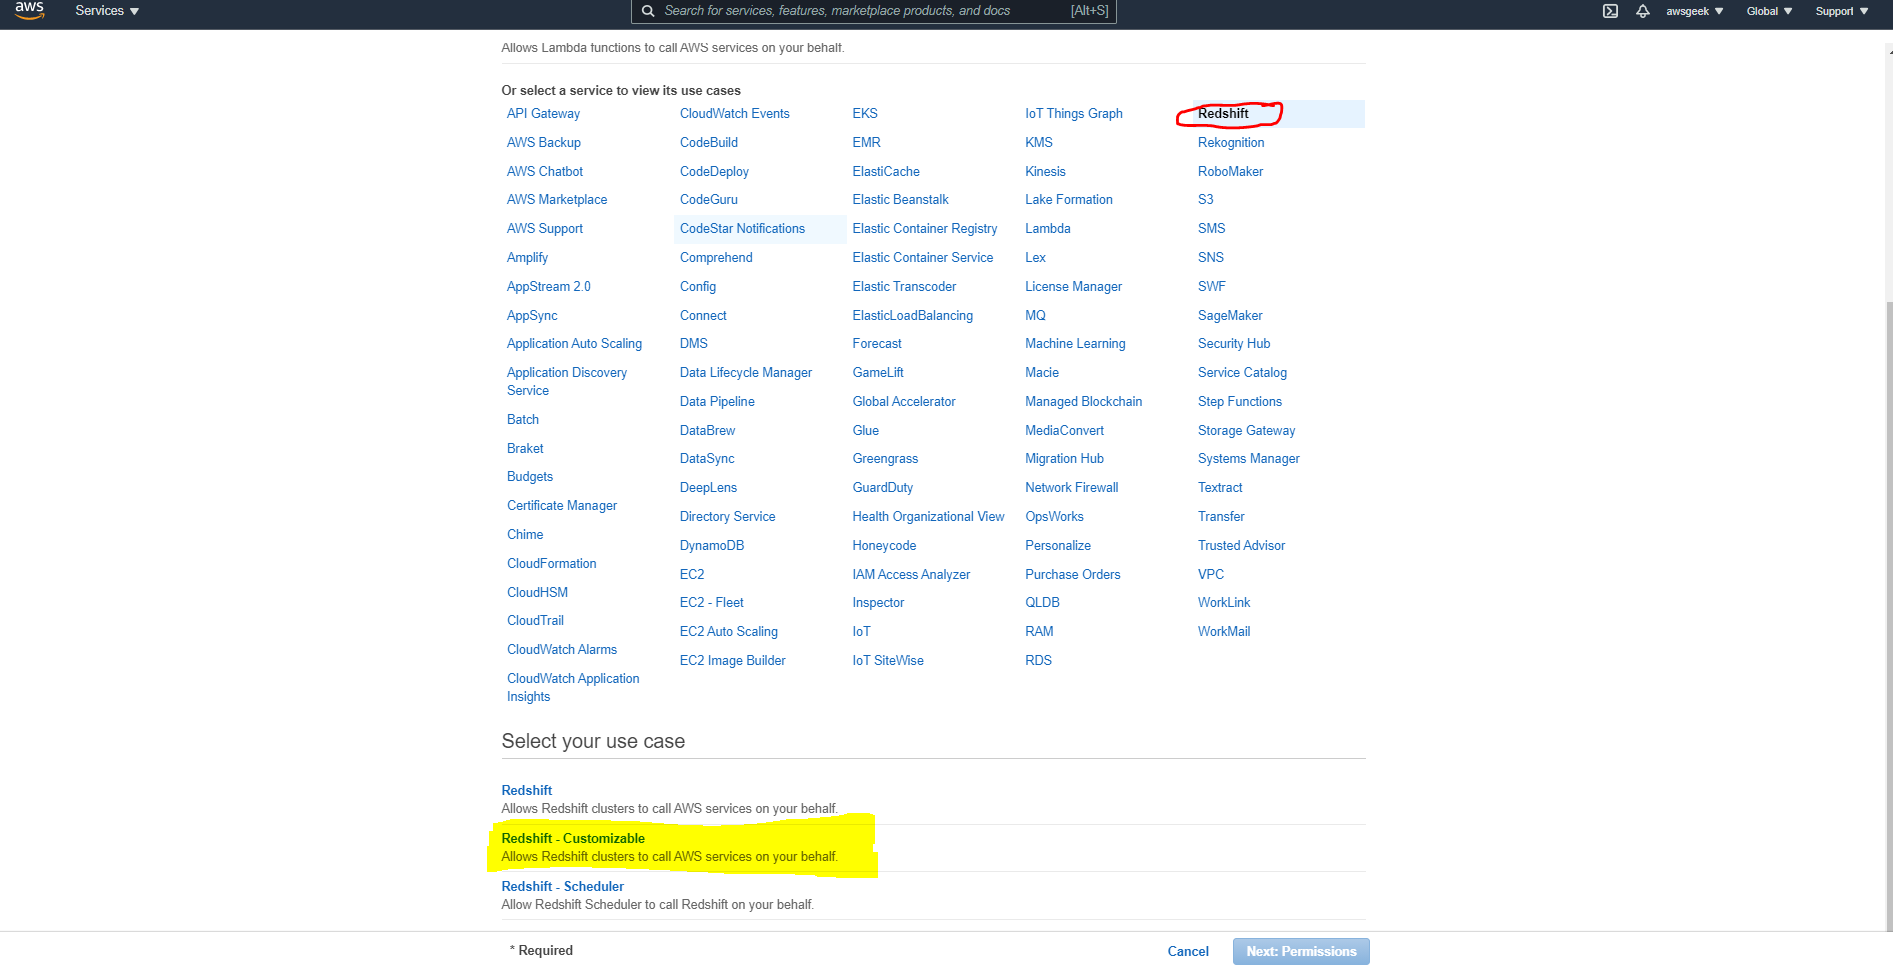 aws
Services
Search for services, features, marketplace products, and docs [Alt+S]
awsgeek
Global
Support
Allows Lambda functions to call AWS services on your behalf.
Or select a service to view its use cases
API Gateway
AWS Backup
AWS Chatbot
AWS Marketplace
AWS Support
Amplify
AppStream 2.0
AppSync
Application Auto Scaling
Application Discovery
Service
Batch
Braket
Budgets
Certificate Manager
Chime
CloudFormation
CloudHSM
CloudTrail
CloudWatch Alarms
CloudWatch Application
Insights
CloudWatch Events
CodeBuild
CodeDeploy
CodeGuru
CodeStar Notifications
Comprehend
Config
Connect
DMS
Data Lifecycle Manager
Data Pipeline
DataBrew
DataSync
DeepLens
Directory Service
DynamoDB
EC2
EC2 - Fleet
EC2 Auto Scaling
EC2 Image Builder
EKS
EMR
ElastiCache
Elastic Beanstalk
Elastic Container Registry
Elastic Container Service
Elastic Transcoder
ElasticLoadBalancing
Forecast
GameLift
Global Accelerator
Glue
Greengrass
GuardDuty
Health Organizational View
Honeycode
IAM Access Analyzer
Inspector
IoT
IoT SiteWise
IoT Things Graph
KMS
Kinesis
Lake Formation
Lambda
Lex
License Manager
MQ
Machine Learning
Macie
Managed Blockchain
MediaConvert
Migration Hub
Network Firewall
OpsWorks
Personalize
Purchase Orders
QLDB
RAM
RDS
Redshift
Rekognition
RoboMaker
S3
SMS
SNS
SWF
SageMaker
Security Hub
Service Catalog
Step Functions
Storage Gateway
Systems Manager
Textract
Transfer
Trusted Advisor
VPC
WorkLink
WorkMail
Select your use case
Redshift
Allows Redshift clusters to call AWS services on your behalf.
Redshift - Customizable
Allows Redshift clusters to call AWS services on your behalf.
Redshift - Scheduler
Allow Redshift Scheduler to call Redshift on your behalf.
* Required
Cancel
Next: Permissions